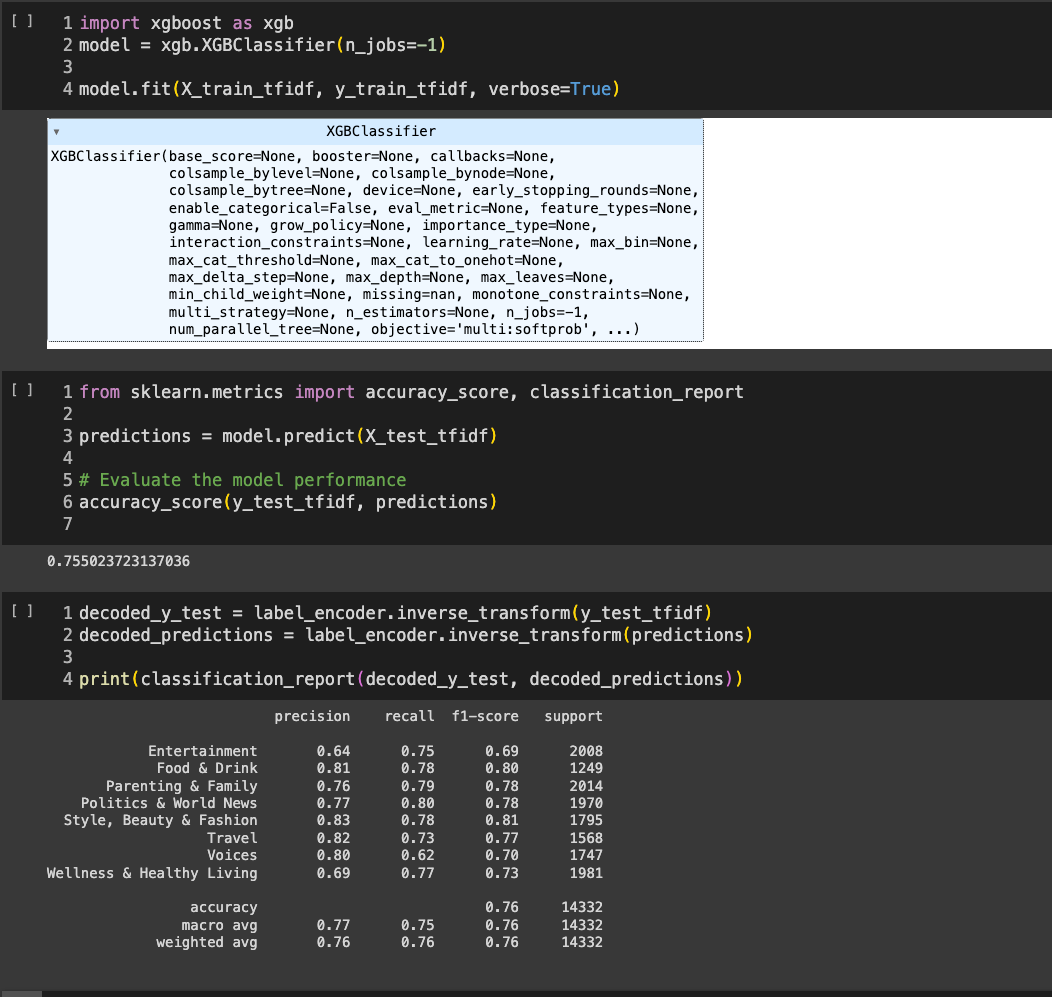 [ ] 1 import xgboost as xgb
2 model = xgb.XGBClassifier(n_jobs=-1)
3
4 model.fit(X_train_tfidf, y_train_tfidf, verbose=True)
▾ XGBClassifier
XGBClassifier(base_score=None, booster=None, callbacks=None,
colsample_bylevel=None, colsample_bynode=None,
colsample_bytree=None, device=None, early_stopping_rounds=None,
enable_categorical=False, eval_metric=None, feature_types=None,
gamma=None, grow_policy=None, importance_type=None,
interaction_constraints=None, learning_rate=None, max_bin=None,
max_cat_threshold=None, max_cat_to_onehot=None,
max_delta_step=None, max_depth=None, max_leaves=None,
min_child_weight=None, missing=nan, monotone_constraints=None,
multi_strategy=None, n_estimators=None, n_jobs=-1,
num_parallel_tree=None, objective='multi:softprob', ...)
[ ] 1 from sklearn.metrics import accuracy_score, classification_report
2
3 predictions = model.predict(X_test_tfidf)
4
5 # Evaluate the model performance
6 accuracy_score(y_test_tfidf, predictions)
7
0.755023723137036
[ ] 1 decoded_y_test = label_encoder.inverse_transform(y_test_tfidf)
2 decoded_predictions = label_encoder.inverse_transform(predictions)
3
4 print(classification_report(decoded_y_test, decoded_predictions))
precision recall f1-score support
Entertainment 0.64 0.75 0.69 2008
Food & Drink 0.81 0.78 0.80 1249
Parenting & Family 0.76 0.79 0.78 2014
Politics & World News 0.77 0.80 0.78 1970
Style, Beauty & Fashion 0.83 0.78 0.81 1795
Travel 0.82 0.73 0.77 1568
Voices 0.80 0.62 0.70 1747
Wellness & Healthy Living 0.69 0.77 0.73 1981
accuracy 0.76 14332
macro avg 0.77 0.75 0.76 14332
weighted avg 0.76 0.76 0.76 14332